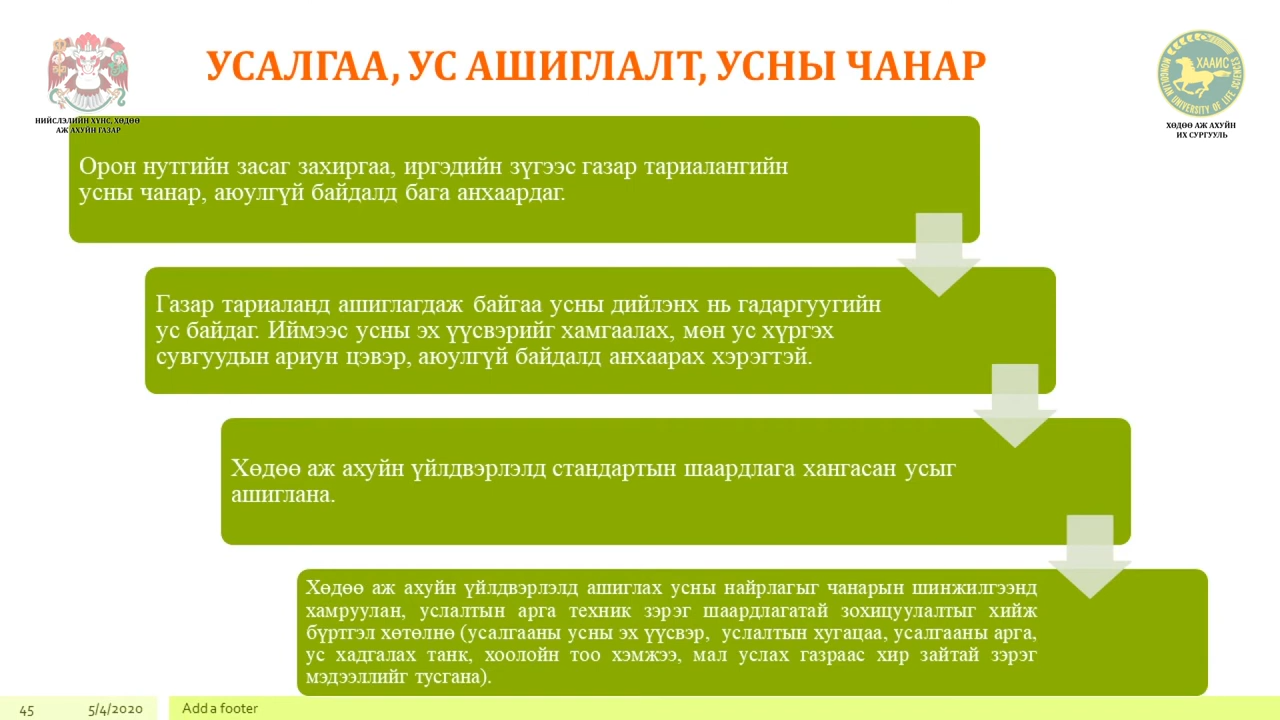 УСАЛГАА, УС АШИГЛАЛТ, УСНЫ ЧАНАР
НИЙСЛЭЛИЙН ХҮНС, ХӨДӨӨ
АЖ АХУЙН ГАЗАР
ХААИС
MONGOLIAN UNIVERSITY OF LIFE SCIENCES
ХӨДӨӨ АЖ АХУЙН
ИХ СУРГУУЛЬ
Орон нутгийн засаг захиргаа, иргэдийн зүгээс газар тариалангийн
усны чанар, аюулгүй байдалд бага анхаардаг.
Газар тариаланд ашиглагдаж байгаа усны дийлэнх нь гадаргуугийн
ус байдаг. Иймээс усны эх үүсвэрийг хамгаалах, мөн ус хүргэх
сувгуудын ариун цэвэр, аюулгүй байдалд анхаарах хэрэгтэй.
Хөдөө аж ахуйн үйлдвэрлэлд стандартын шаардлага хангасан усыг
ашиглана.
Хөдөө аж ахуйн үйлдвэрлэлд ашиглах усны найрлагыг чанарын шинжилгээнд
хамруулан, услалтын арга техник зэрэг шаардлагатай зохицуулалтыг хийж
бүртгэл хөтөлнө (усалгааны усны эх үүсвэр, услалтын хугацаа, усалгааны арга,
ус хадгалах танк, хоолойн тоо хэмжээ, мал услах газраас хир зайтай зэрэг
мэдээллийг тусгана).
45 5/4/2020 Add a footer